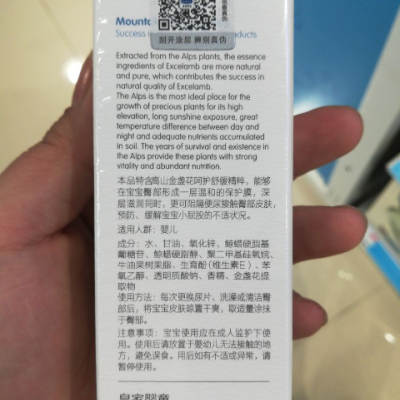 Mounta
刮开涂层 辨别真伪
Success i
ducts
Extracted from the Alps plants, the essence
ingredients of Excelamb are more natural
and pure, which contributes the success in
natural quality of Excelamb.
The Alps is the most ideal place for the
growth of precious plants for its high
elevation, long sunshine exposure, great
temperature difference between day and
night and adequate nutrients accumulated
in soil. The years of survival and existence
in the Alps provide these plants with strong
vitality and abundant nutrition.
本品特含高山金盏花呵护舒缓精粹，能够
在宝宝臀部形成一层温和的保护膜，深
层滋润同时，更可阻隔便尿接触臀部皮肤，
预防、缓解宝宝小屁股的不适状况。
适用人群：婴儿
成分：水、甘油、氧化锌、鲸蜡硬脂基
葡糖苷、鲸蜡硬脂醇、聚二甲基硅氧烷、
牛油果树果脂、生育酚（维生素E）、苯
氧乙醇、透明质酸钠、香精、金盏花提
取物
使用方法：每次更换尿片、洗澡或清洁臀
部后，将宝宝皮肤晾置干爽，取适量涂抹
于臀部。
注意事项：宝宝使用应在成人监护下使
用。使用后请放置于婴幼儿无法接触的地
方，避免误食。用后如有不适或异常，请
暂停使用。
皇家婴童